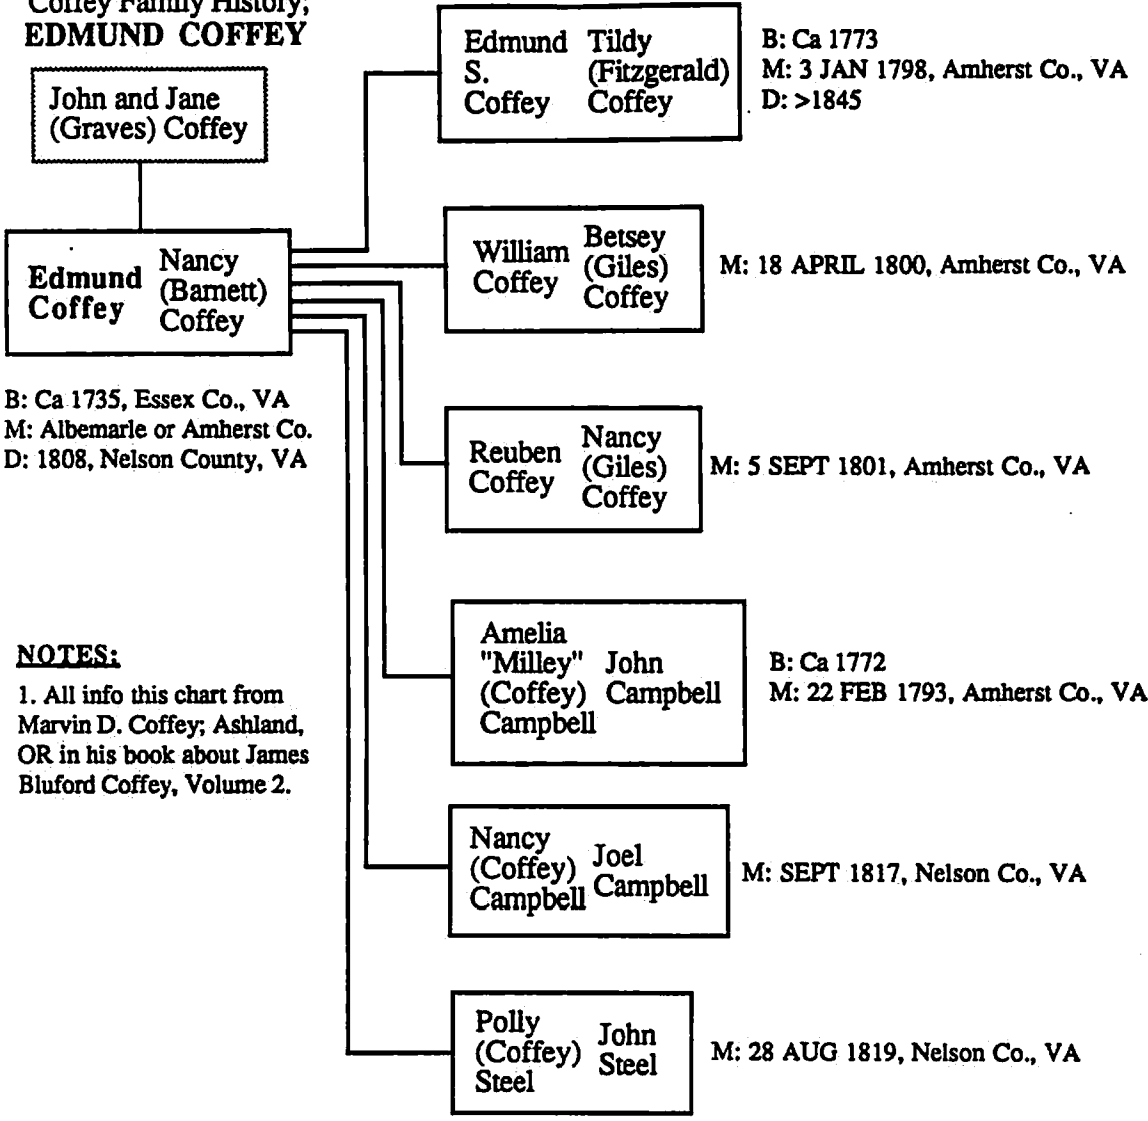 Coffey Family History;
EDMUND COFFEY
John and Jane
(Graves) Coffey
Edmund
Coffey
Nancy
(Barnett)
Coffey
B: Ca 1735, Essex Co., VA
M: Albemarle or Amherst Co.
D: 1808, Nelson County, VA
Edmund
S.
Coffey
Tildy
(Fitzgerald)
Coffey
B: Ca 1773
M: 3 JAN 1798, Amherst Co., VA
D: >1845
William
Coffey
Betsey
(Giles)
Coffey
M: 18 APRIL 1800, Amherst Co., VA
Reuben
Coffey
Nancy
(Giles)
Coffey
M: 5 SEPT 1801, Amherst Co., VA
Amelia
"Milley"
(Coffey)
Campbell
John
Campbell
B: Ca 1772
M: 22 FEB 1793, Amherst Co., VA
Nancy
(Coffey)
Campbell
Joel
Campbell
M: SEPT 1817, Nelson Co., VA
Polly
(Coffey)
Steel
John
Steel
M: 28 AUG 1819, Nelson Co., VA
NOTES:
1. All info this chart from
Marvin D. Coffey; Ashland,
OR in his book about James
Bluford Coffey, Volume 2.